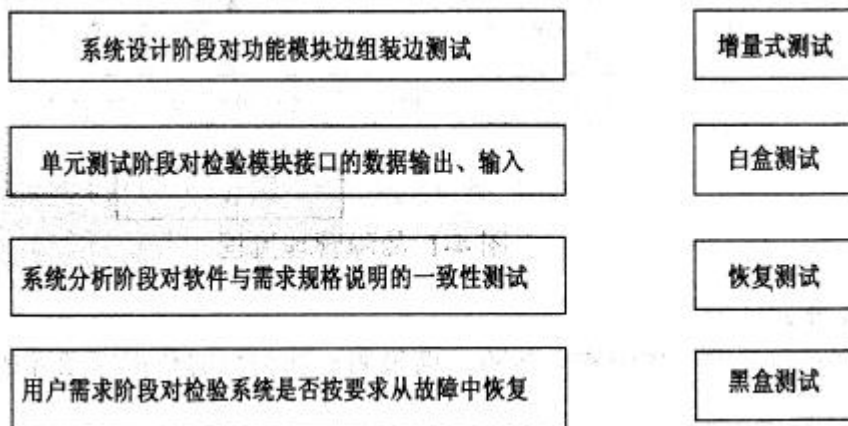 系统设计阶段对功能模块边组装边测试
增量式测试
单元测试阶段对检验模块接口的数据输出、输入
白盒测试
系统分析阶段对软件与需求规格说明的一致性测试
恢复测试
用户需求阶段对检验系统是否按要求从故障中恢复
黑盒测试